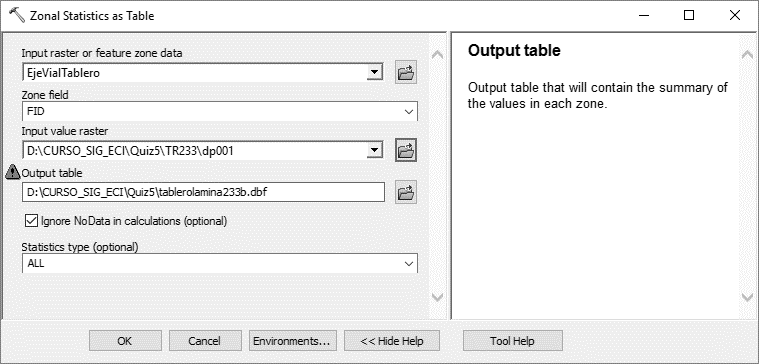 Zonal Statistics as Table
Input raster or feature zone data
EjeVialTablero
Zone field
FID
Input value raster
D:\CURSO_SIG_ECI\Quiz5\TR233\dp001
Output table
D:\CURSO_SIG_ECI\Quiz5\tablerolamina233b.dbf
Ignore NoData in calculations (optional)
Statistics type (optional)
ALL
Output table
Output table that will contain the summary of
the values in each zone.
OK
Cancel
Environments...
<< Hide Help
Tool Help